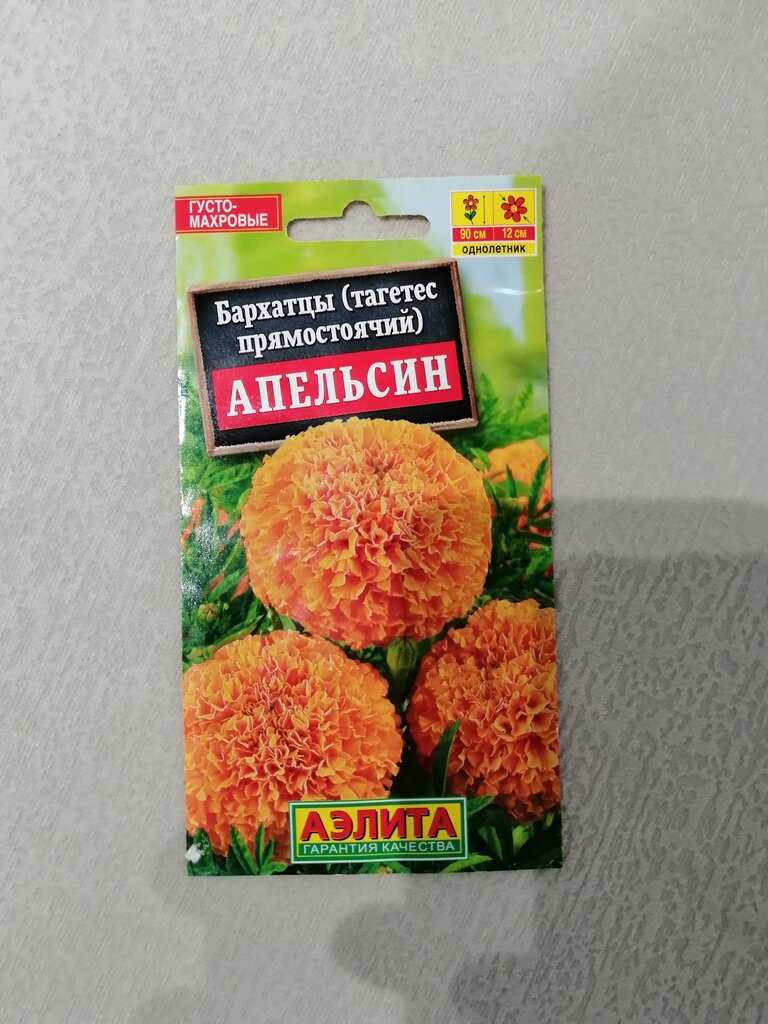 ГУСТО-
МАХРОВЫЕ
90 см 12 см
однолетник
Бархатцы (тагетес
прямостоячий)
АПЕЛЬСИН
АЭЛИТА
ГАРАНТИЯ КАЧЕСТВА